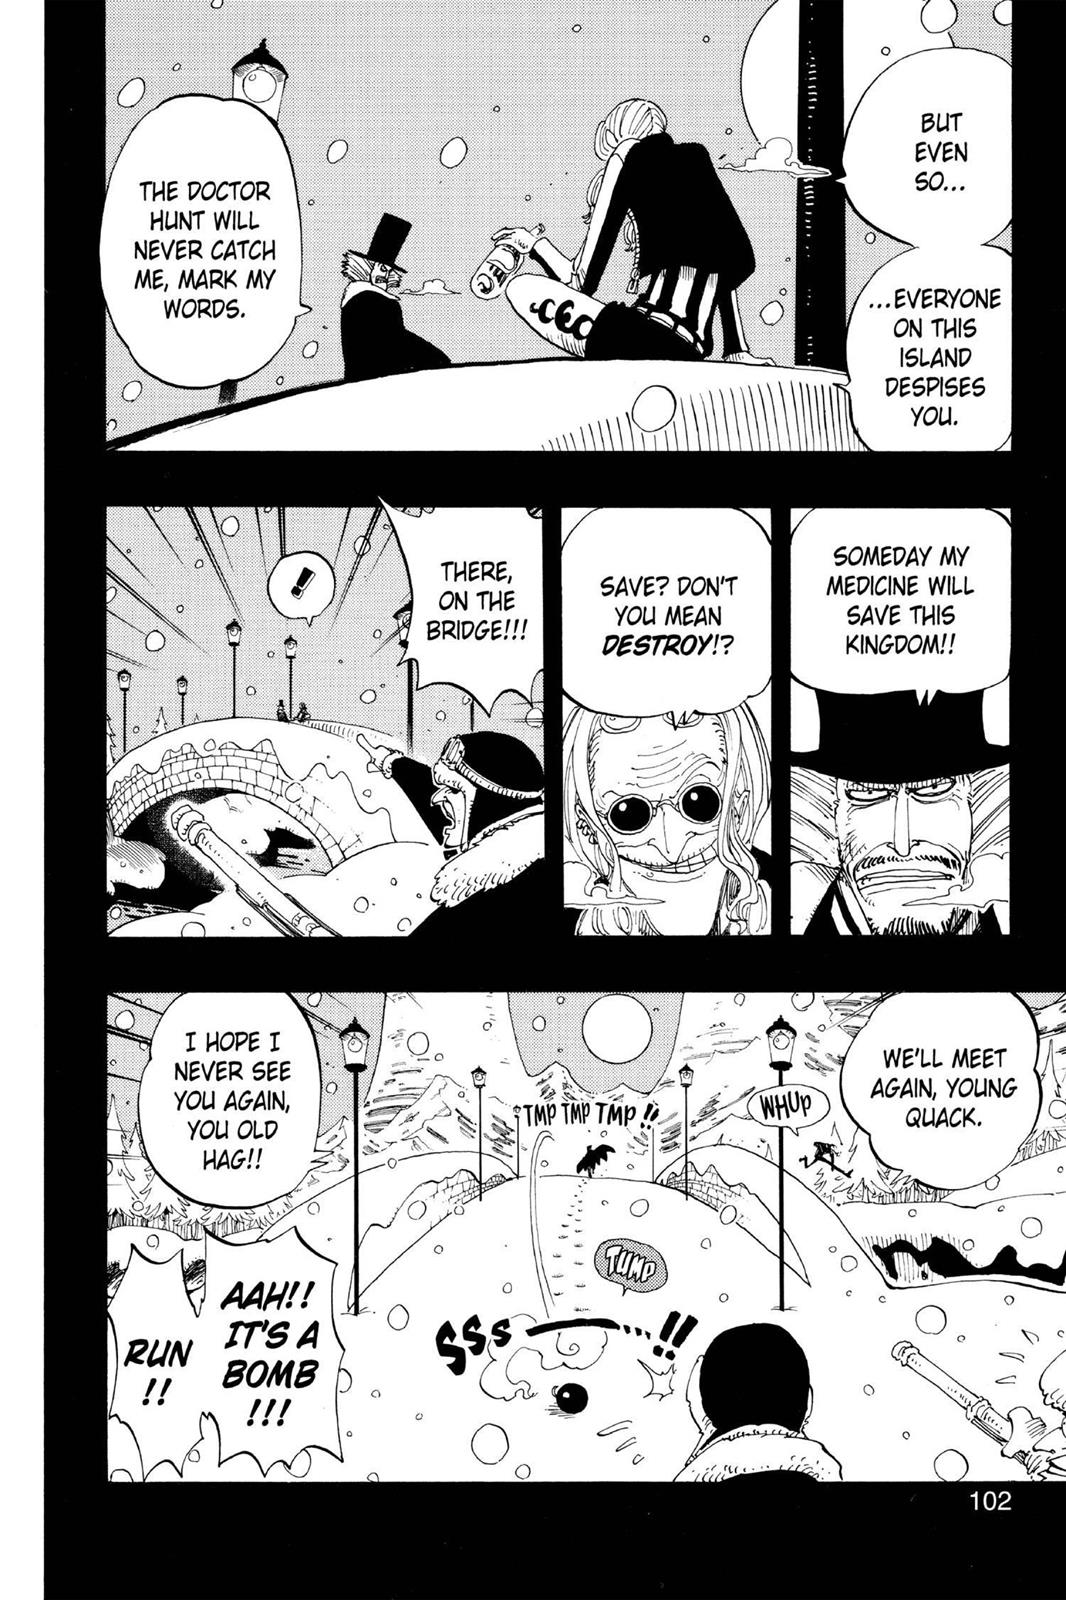 BUT
EVEN
SO...
...EVERYONE
ON THIS
ISLAND
DESPISES
YOU.
THE DOCTOR
HUNT WILL
NEVER CATCH
ME, MARK MY
WORDS.
SOMEDAY MY
MEDICINE WILL
SAVE THIS
KINGDOM!!
SAVE? DON'T
YOU MEAN
DESTROY!?
THERE,
ON THE
BRIDGE!!!
!
WE'LL MEET
AGAIN, YOUNG
QUACK.
WHUP
TMP TMP TMP!!
I HOPE I
NEVER SEE
YOU AGAIN,
YOU OLD
HAG!!
TUMP
SSS
...!!
AAH!!
IT'S A
BOMB
!!!
RUN
!!
102